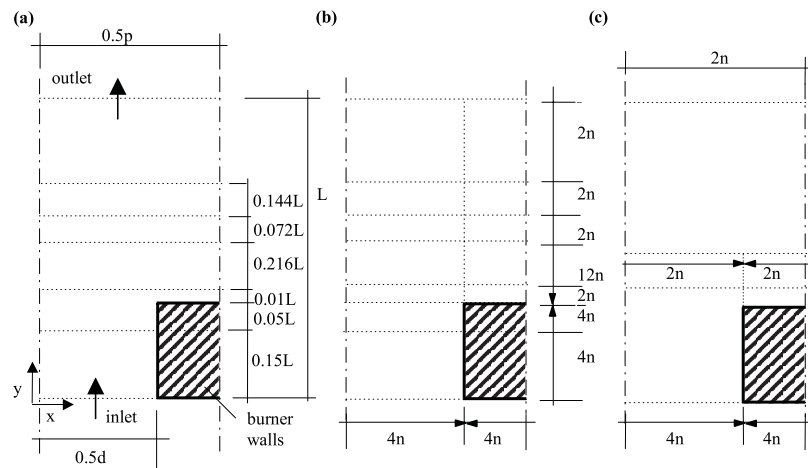 (a)
0.5p
outlet
0.144L
0.072L
0.216L
0.01L
0.05L
0.15L
L
y
x
inlet
burner
walls
0.5d
(b)
2n
2n
2n
12n
2n
4n
4n
4n
4n
(c)
2n
2n
2n
4n
4n